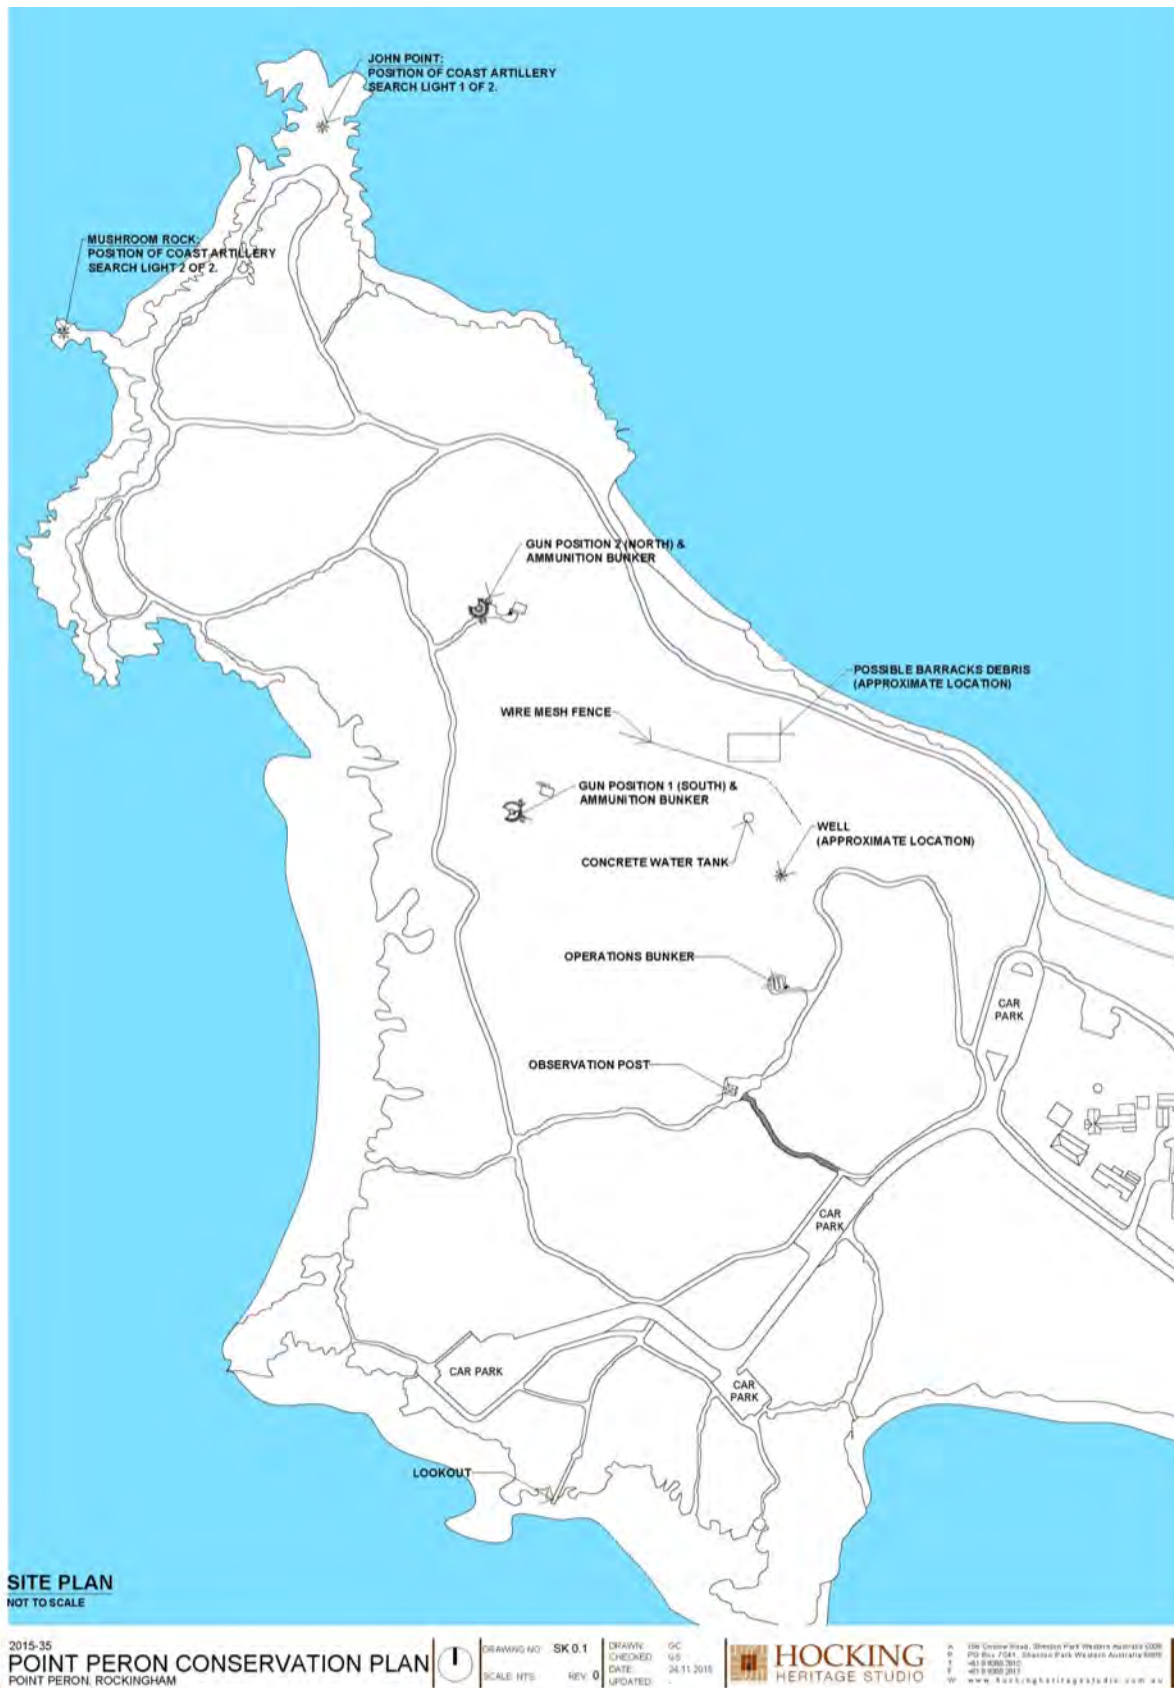 JOHN POINT:
POSITION OF COAST ARTILLERY
SEARCH LIGHT 1 OF 2.
MUSHROOM ROCK:
POSITION OF COAST ARTILLERY
SEARCH LIGHT 2 OF 2.
GUN POSITION 2 (NORTH) &
AMMUNITION BUNKER
POSSIBLE BARRACKS DEBRIS
(APPROXIMATE LOCATION)
WIRE MESH FENCE
GUN POSITION 1 (SOUTH) &
AMMUNITION BUNKER
WELL
(APPROXIMATE LOCATION)
CONCRETE WATER TANK
OPERATIONS BUNKER
CAR
PARK
OBSERVATION POST
CAR
PARK
CAR PARK
CAR
PARK
LOOKOUT
SITE PLAN
NOT TO SCALE
2015-35
POINT PERON CONSERVATION PLAN
POINT PERON, ROCKINGHAM
DRAWING NO: SK 0.1
SCALE: NTS REV: 0
DRAWN: GC
CHECKED:
DATE:
UPDATED:
HOCKING
HERITAGE STUDIO